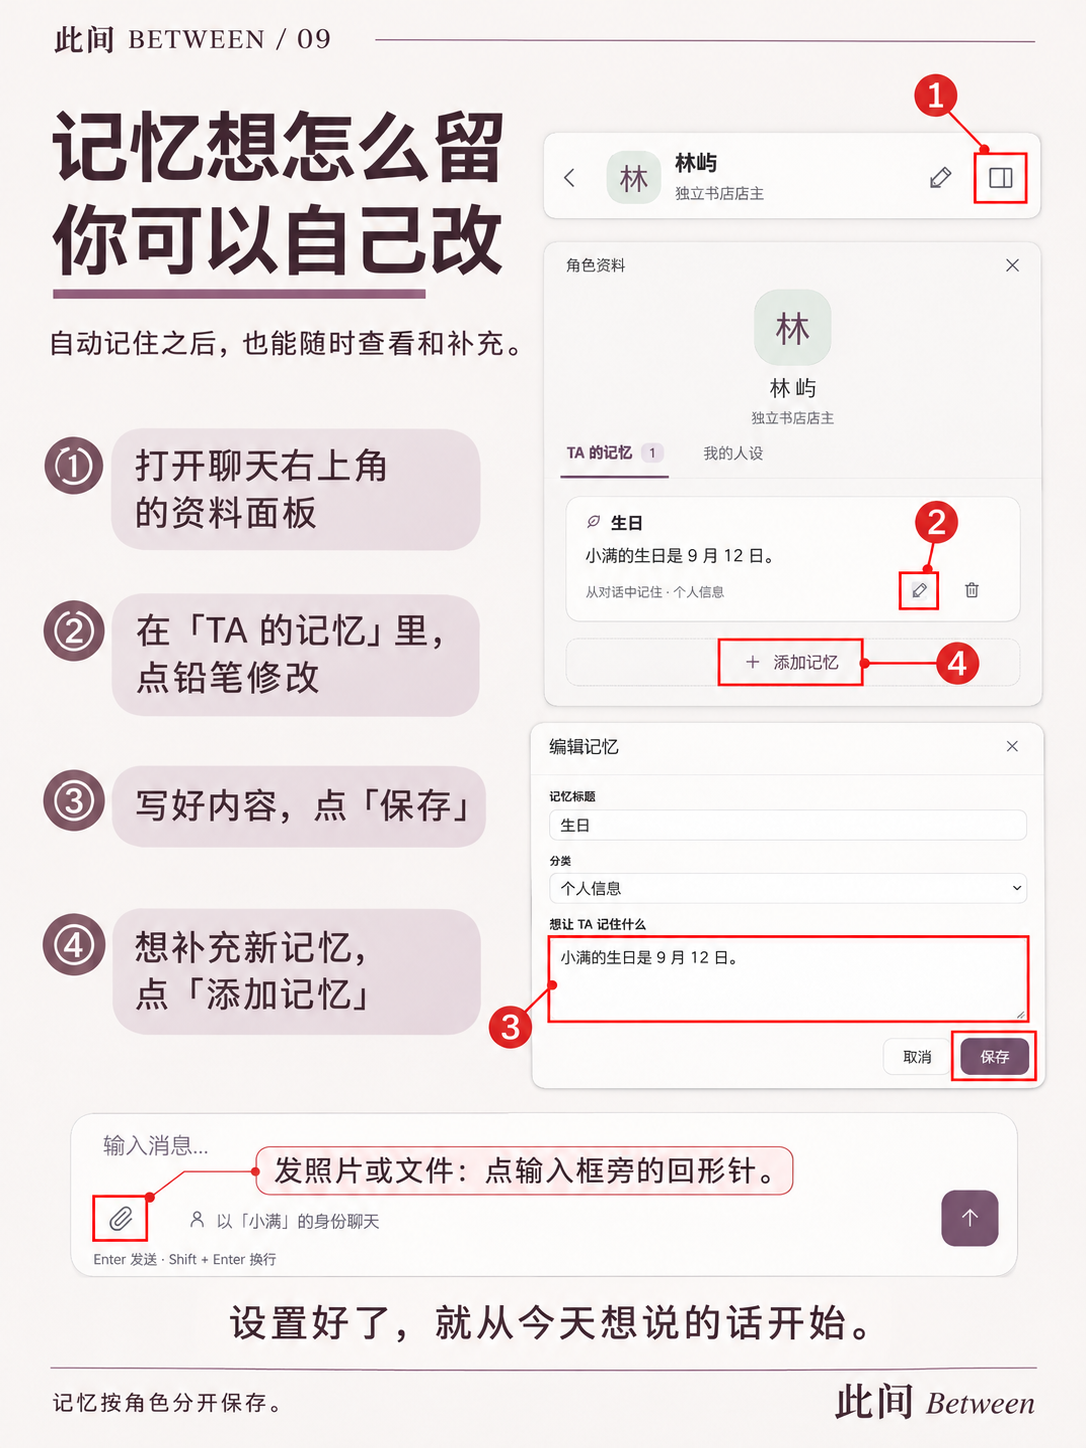 此间 BETWEEN / 09
记忆想怎么留
你可以自己改
自动记住之后，也能随时查看和补充。
① 打开聊天右上角
的资料面板
② 在「TA 的记忆」里，
点铅笔修改
③ 写好内容，点「保存」
④ 想补充新记忆，
点「添加记忆」
1
林
林屿
独立书店店主
角色资料
林
林屿
独立书店店主
TA 的记忆 1 我的人设
生日
2
小满的生日是 9 月 12 日。
从对话中记住 · 个人信息
+ 添加记忆
4
编辑记忆
记忆标题
生日
分类
个人信息
想让 TA 记住什么
小满的生日是 9 月 12 日。
3
取消 保存
输入消息...
发照片或文件：点输入框旁的回形针。
以「小满」的身份聊天
Enter 发送 · Shift + Enter 换行
设置好了，就从今天想说的话开始。
记忆按角色分开保存。
此间 Between